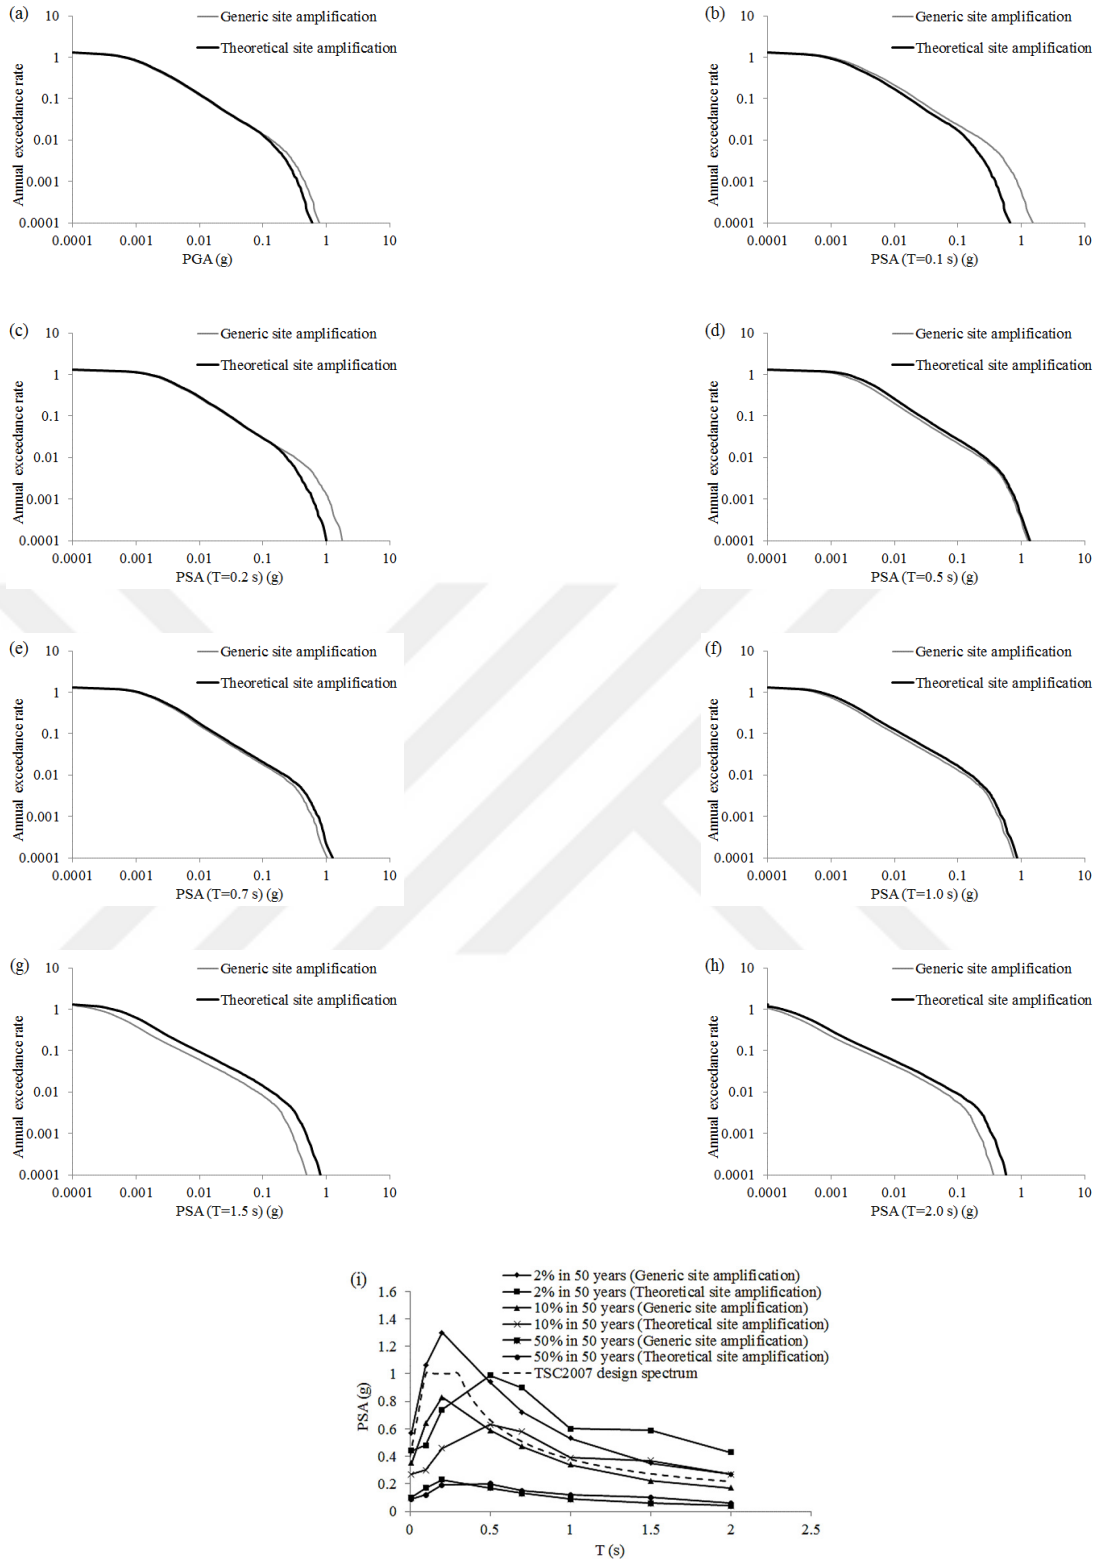 (a)
Generic site amplification
Theoretical site amplification
Annual exceedance rate
10
1
0.1
0.01
0.001
0.0001
0.0001 0.001 0.01 0.1 1 10
PGA (g)
(b)
Generic site amplification
Theoretical site amplification
Annual exceedance rate
10
1
0.1
0.01
0.001
0.0001
0.0001 0.001 0.01 0.1 1 10
PSA (T=0.1 s) (g)
(c)
Generic site amplification
Theoretical site amplification
Annual exceedance rate
10
1
0.1
0.01
0.001
0.0001
0.0001 0.001 0.01 0.1 1 10
PSA (T=0.2 s) (g)
(d)
Generic site amplification
Theoretical site amplification
Annual exceedance rate
10
1
0.1
0.01
0.001
0.0001
0.0001 0.001 0.01 0.1 1 10
PSA (T=0.5 s) (g)
(e)
Generic site amplification
Theoretical site amplification
Annual exceedance rate
10
1
0.1
0.01
0.001
0.0001
0.0001 0.001 0.01 0.1 1 10
PSA (T=0.7 s) (g)
(f)
Generic site amplification
Theoretical site amplification
Annual exceedance rate
10
1
0.1
0.01
0.001
0.0001
0.0001 0.001 0.01 0.1 1 10
PSA (T=1.0 s) (g)
(g)
Generic site amplification
Theoretical site amplification
Annual exceedance rate
10
1
0.1
0.01
0.001
0.0001
0.0001 0.001 0.01 0.1 1 10
PSA (T=1.5 s) (g)
(h)
Generic site amplification
Theoretical site amplification
Annual exceedance rate
10
1
0.1
0.01
0.001
0.0001
0.0001 0.001 0.01 0.1 1 10
PSA (T=2.0 s) (g)
(i)
2% in 50 years (Generic site amplification)
2% in 50 years (Theoretical site amplification)
10% in 50 years (Generic site amplification)
10% in 50 years (Theoretical site amplification)
50% in 50 years (Generic site amplification)
50% in 50 years (Theoretical site amplification)
TSC2007 design spectrum
PSA (g)
1.6
1.4
1.2
1
0.8
0.6
0.4
0.2
0
0 0.5 1 1.5 2 2.5
T (s)